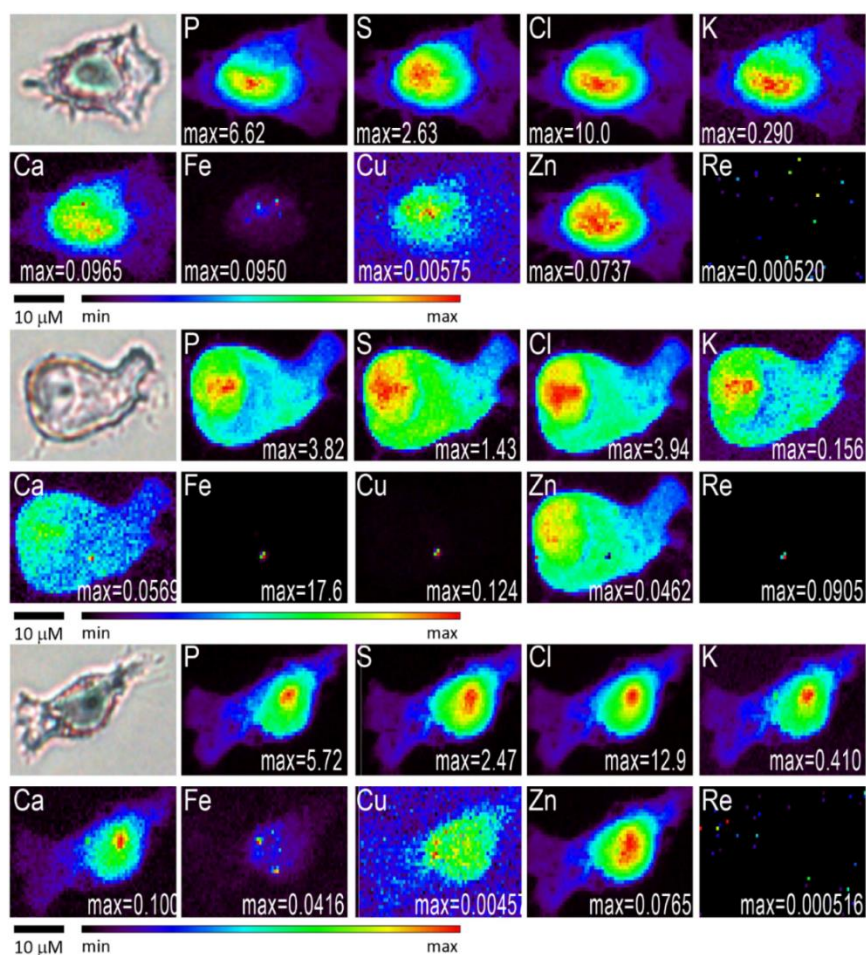 P S Cl K
max=6.62 max=2.63 max=10.0 max=0.290
Ca Fe Cu Zn Re
max=0.0965 max=0.0950 max=0.00575 max=0.0737 max=0.000520
10 μM min max
P S Cl K
max=3.82 max=1.43 max=3.94 max=0.156
Ca Fe Cu Zn Re
max=0.0569 max=17.6 max=0.124 max=0.0462 max=0.0905
10 μM min max
P S Cl K
max=5.72 max=2.47 max=12.9 max=0.410
Ca Fe Cu Zn Re
max=0.100 max=0.0416 max=0.00457 max=0.0765 max=0.000516
10 μM min max